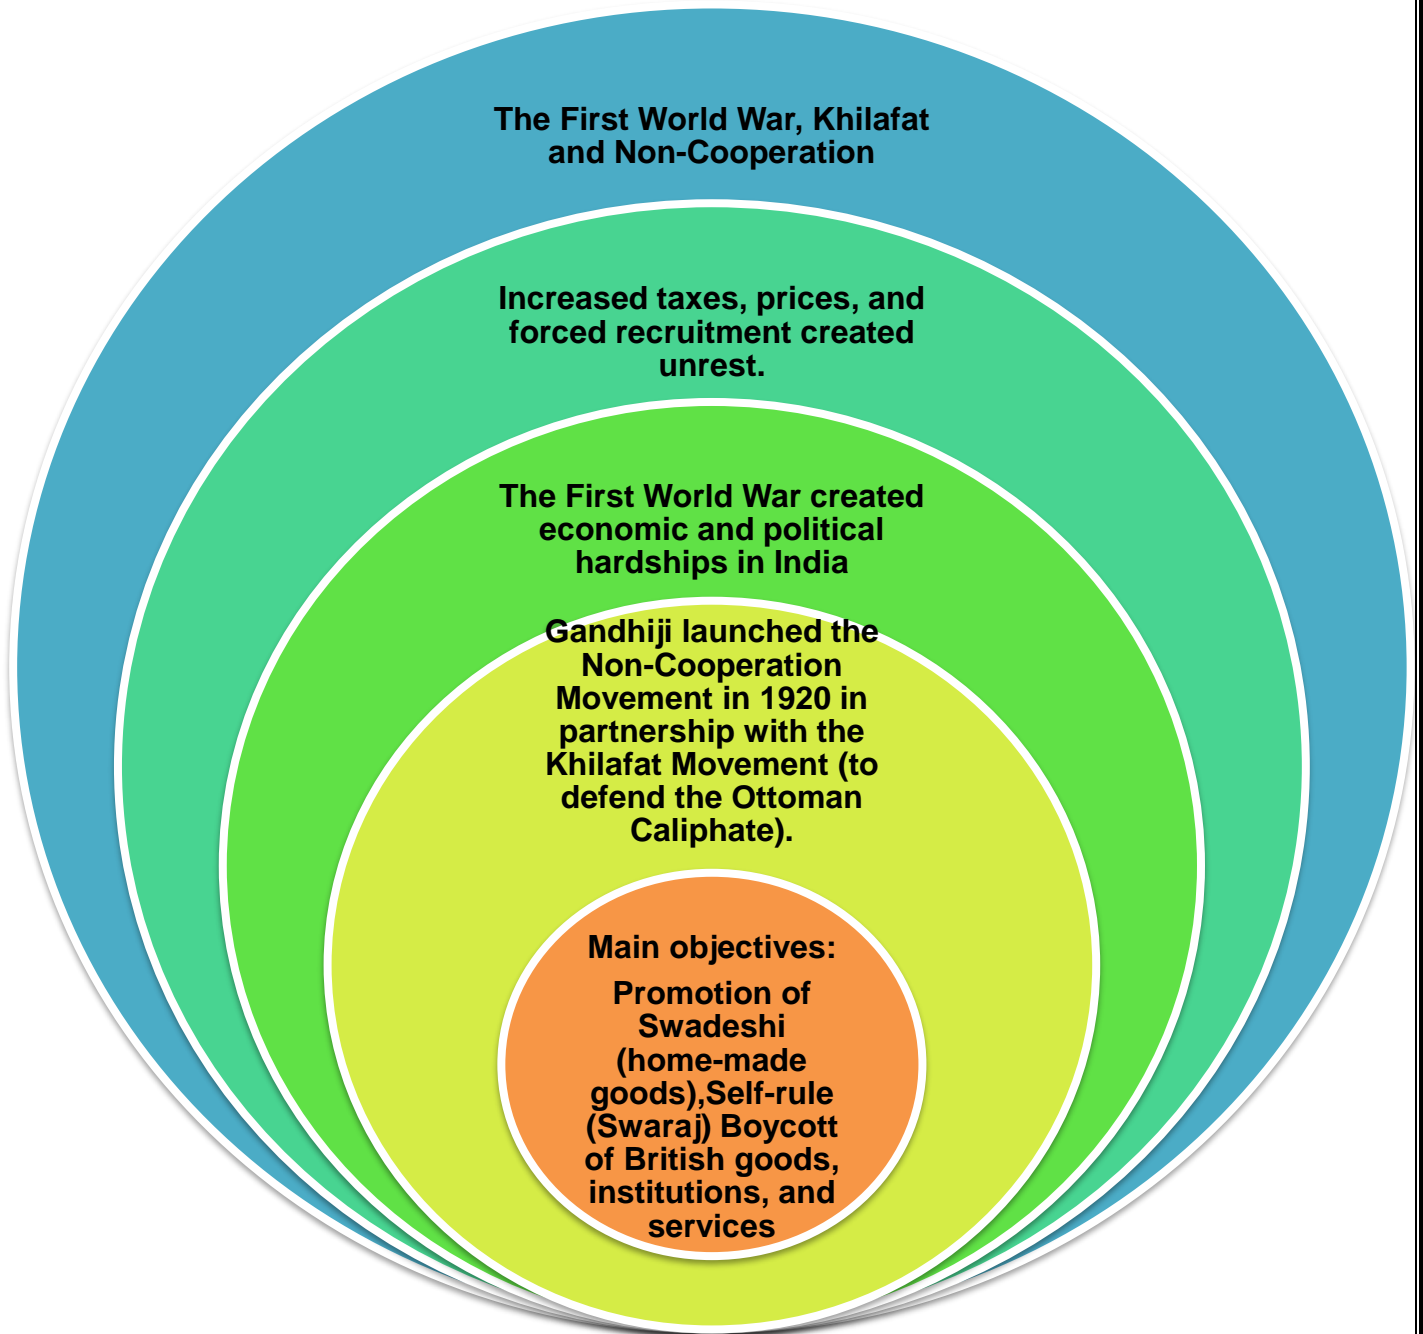 The First World War, Khilafat
and Non-Cooperation
Increased taxes, prices, and
forced recruitment created
unrest.
The First World War created
economic and political
hardships in India
Gandhiji launched the
Non-Cooperation
Movement in 1920 in
partnership with the
Khilafat Movement (to
defend the Ottoman
Caliphate).
Main objectives:
Promotion of
Swadeshi
(home-made
goods),Self-rule
(Swaraj) Boycott
of British goods,
institutions, and
services